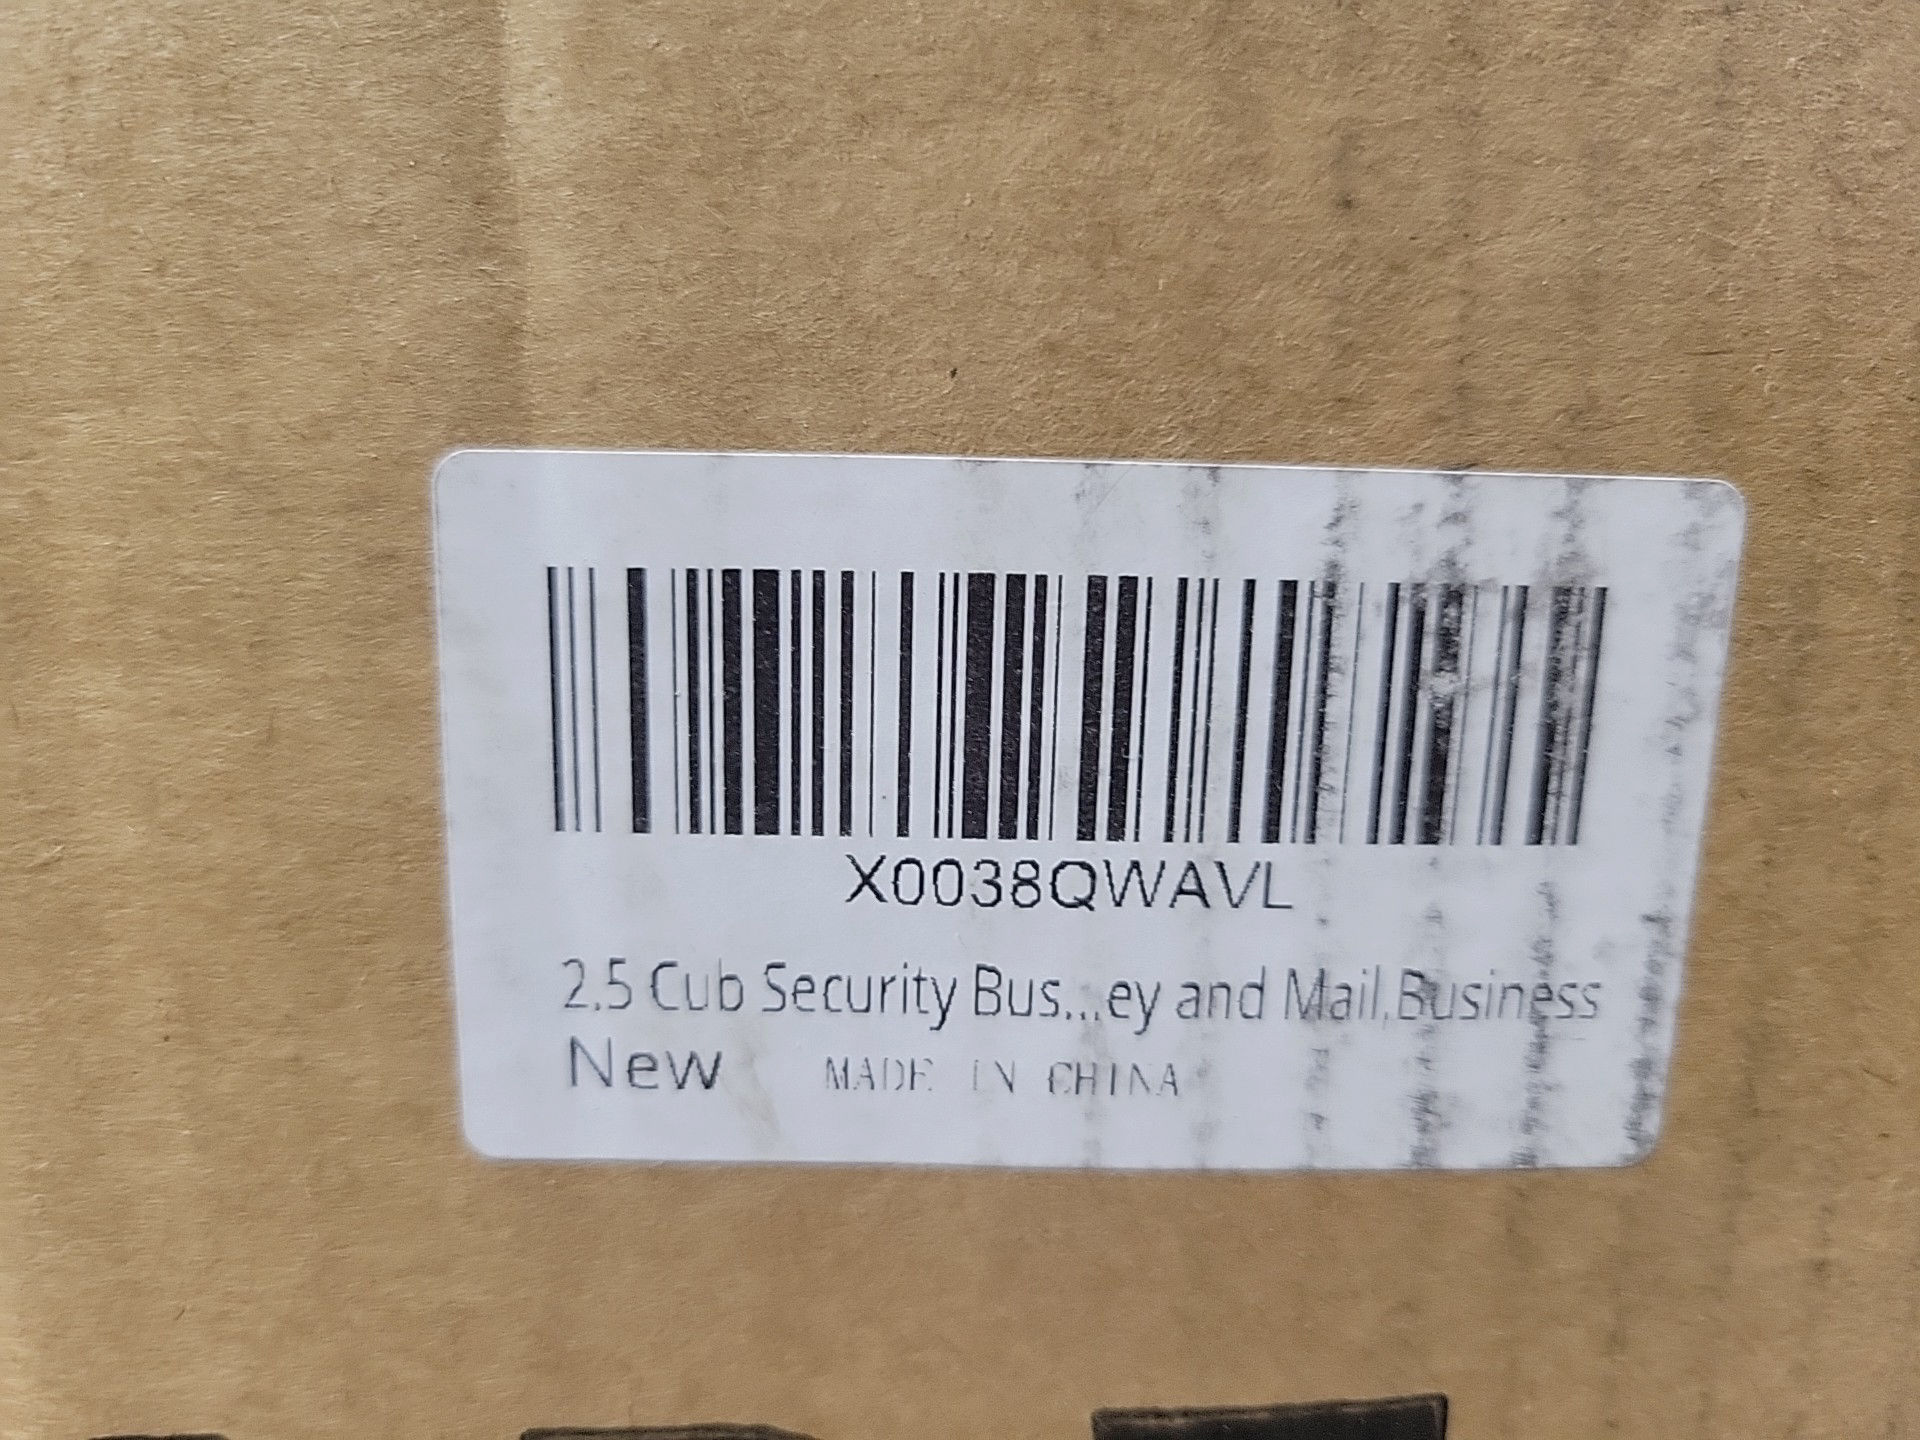 X0038QWAVL
2.5 Cub Security Bus...ey and Mail,Business
New MADE IN CHINA